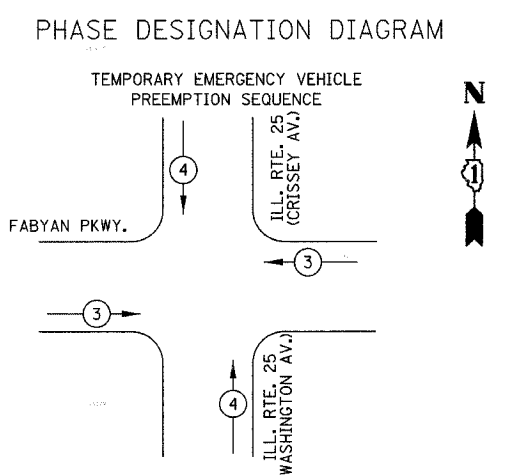 PHASE DESIGNATION DIAGRAM
TEMPORARY EMERGENCY VEHICLE
PREEMPTION SEQUENCE
N
1
4
ILL. RTE. 25
(CRISSEY AV.)
FABYAN PKWY.
3
3
4
ILL. RTE. 25
WASHINGTON AV.)